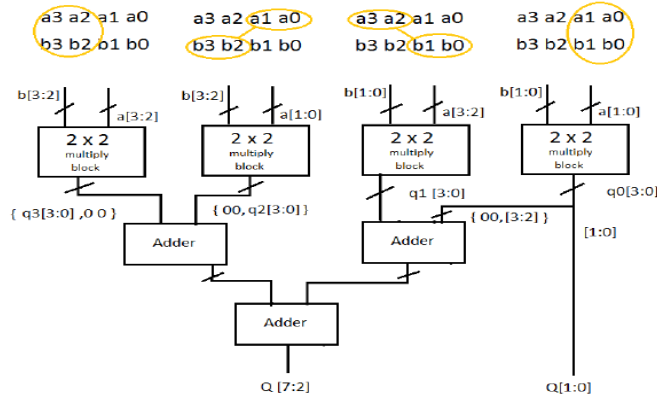 a3 a2 a1 a0 a3 a2 a1 a0 a3 a2 a1 a0 a3 a2 a1 a0
b3 b2 b1 b0 b3 b2 b1 b0 b3 b2 b1 b0 b3 b2 b1 b0
b[3:2] b[3:2] b[1:0] b[1:0]
a[3:2] a[1:0] a[3:2] a[1:0]
2 x 2 2 x 2 2 x 2 2 x 2
multiply multiply multiply multiply
block block block block
{ q3[3:0] ,0 0 } { 00, q2[3:0] } q1 [3:0] q0[3:0]
{ 00,[3:2] }
Adder Adder [1:0]
Adder
Q [7:2] Q[1:0]